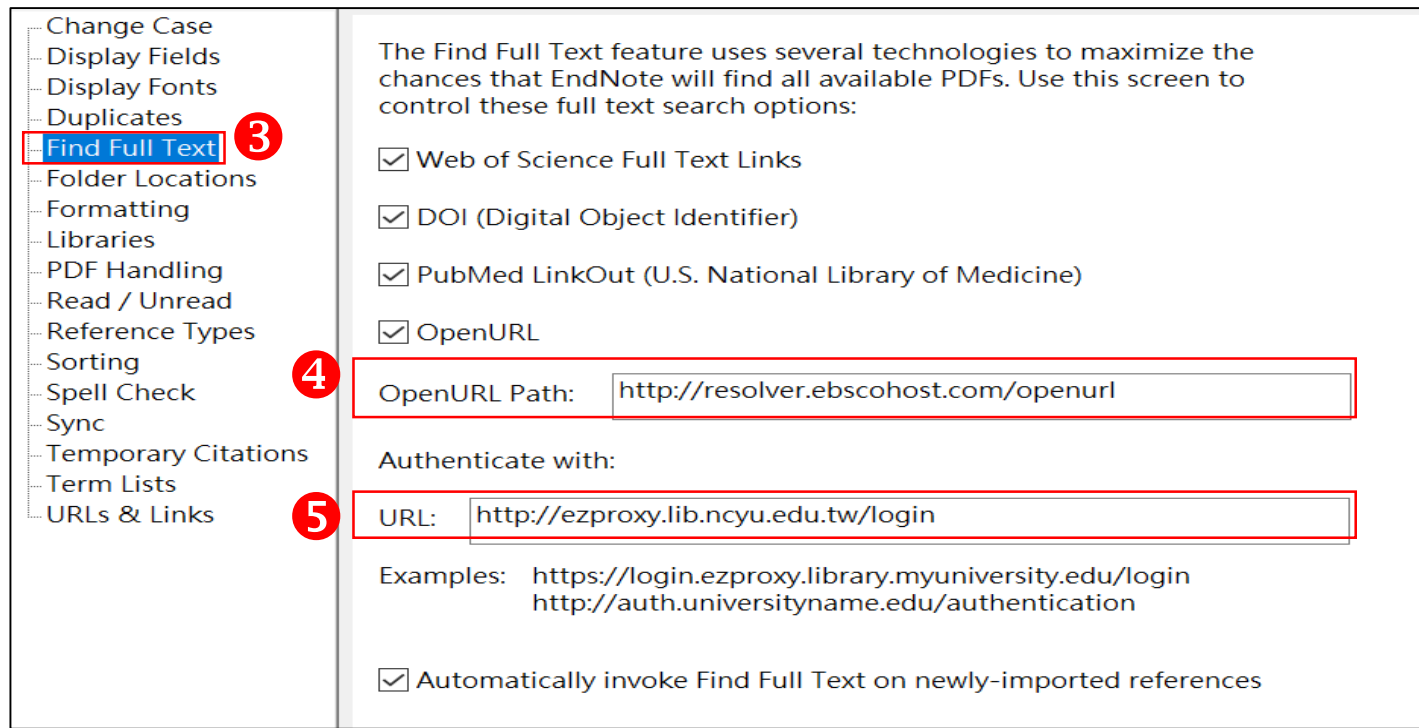 Change Case
Display Fields
Display Fonts
Duplicates
Find Full Text
3
Folder Locations
Formatting
Libraries
PDF Handling
Read / Unread
Reference Types
Sorting
Spell Check
Sync
Temporary Citations
Term Lists
URLs & Links
The Find Full Text feature uses several technologies to maximize the
chances that EndNote will find all available PDFs. Use this screen to
control these full text search options:
Web of Science Full Text Links
DOI (Digital Object Identifier)
PubMed LinkOut (U.S. National Library of Medicine)
OpenURL
4
OpenURL Path: http://resolver.ebscohost.com/openurl
Authenticate with:
5
URL: http://ezproxy.lib.ncyu.edu.tw/login
Examples: https://login.ezproxy.library.myuniversity.edu/login
http://auth.universityname.edu/authentication
Automatically invoke Find Full Text on newly-imported references